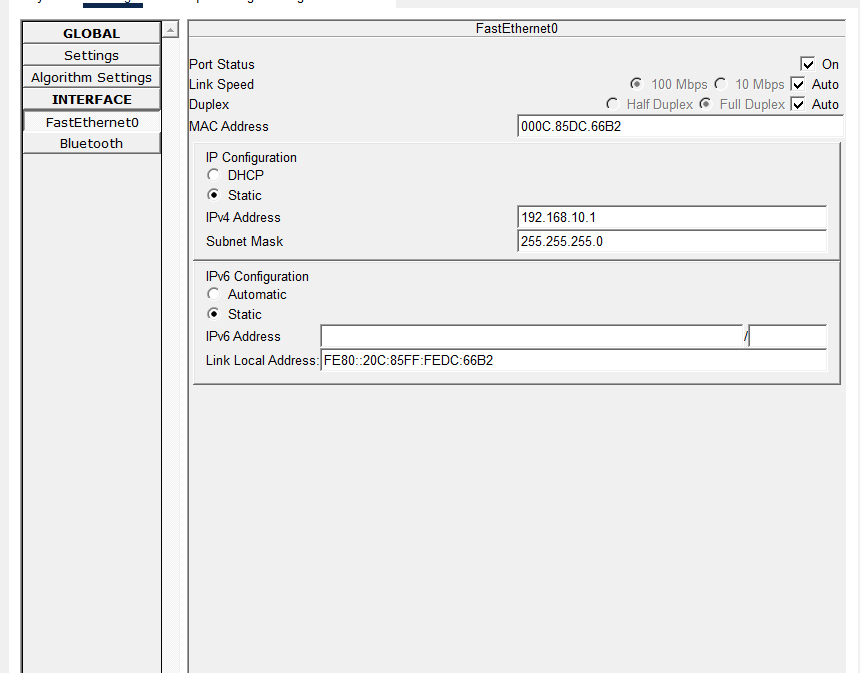 GLOBAL
Settings
Algorithm Settings
INTERFACE
FastEthernet0
Bluetooth
FastEthernet0
Port Status On
Link Speed 100 Mbps 10 Mbps Auto
Duplex Half Duplex Full Duplex Auto
MAC Address 000C.85DC.66B2
IP Configuration
DHCP
Static
IPv4 Address 192.168.10.1
Subnet Mask 255.255.255.0
IPv6 Configuration
Automatic
Static
IPv6 Address /
Link Local Address: FE80::20C:85FF:FEDC:66B2